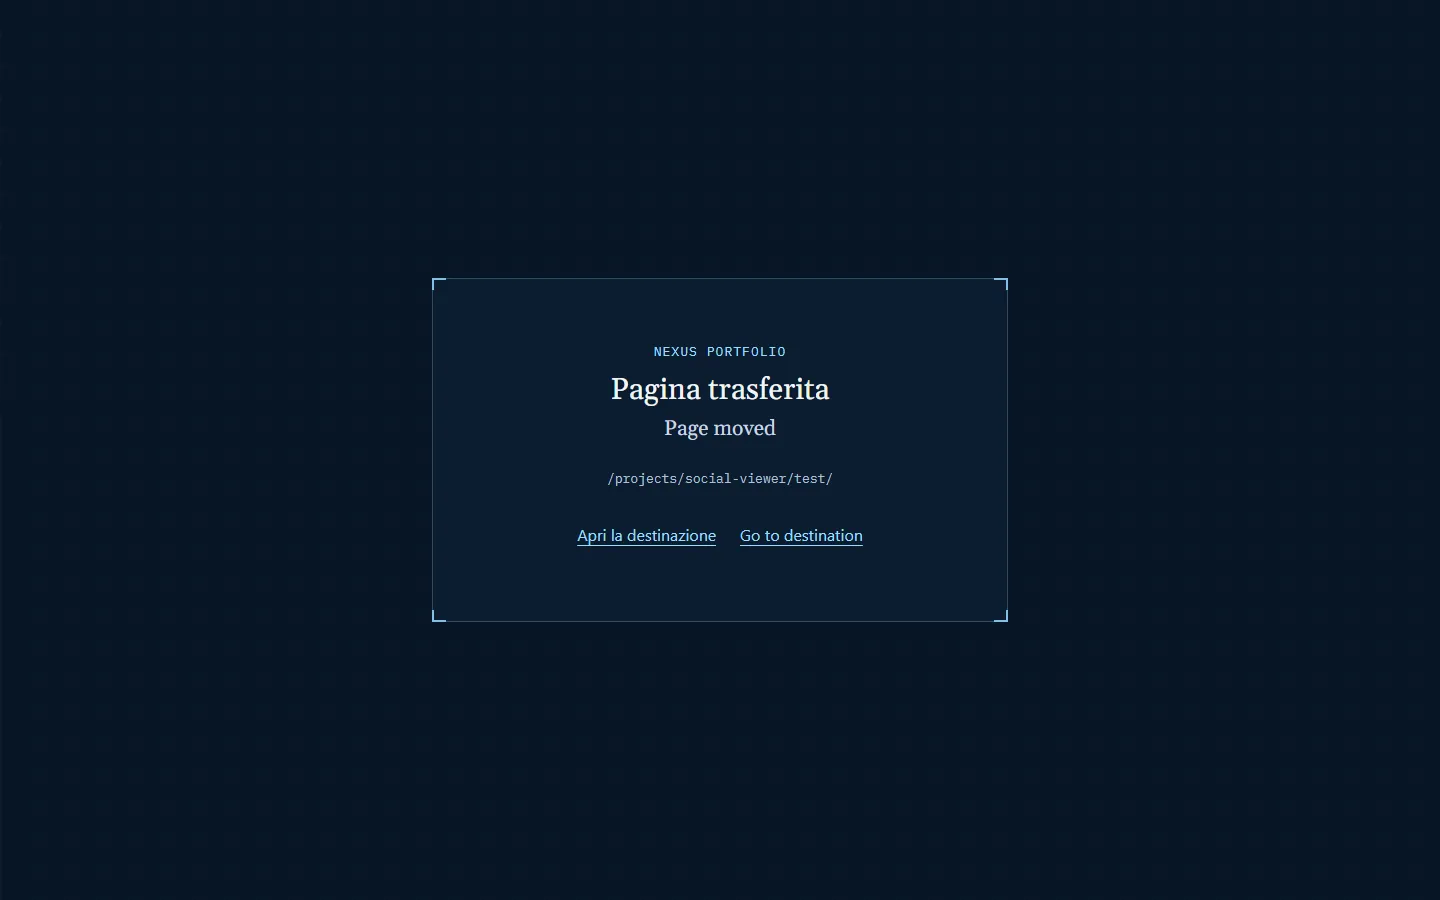 NEXUS PORTFOLIO
Pagina trasferita
Page moved
/projects/social-viewer/test/
Apri la destinazione Go to destination